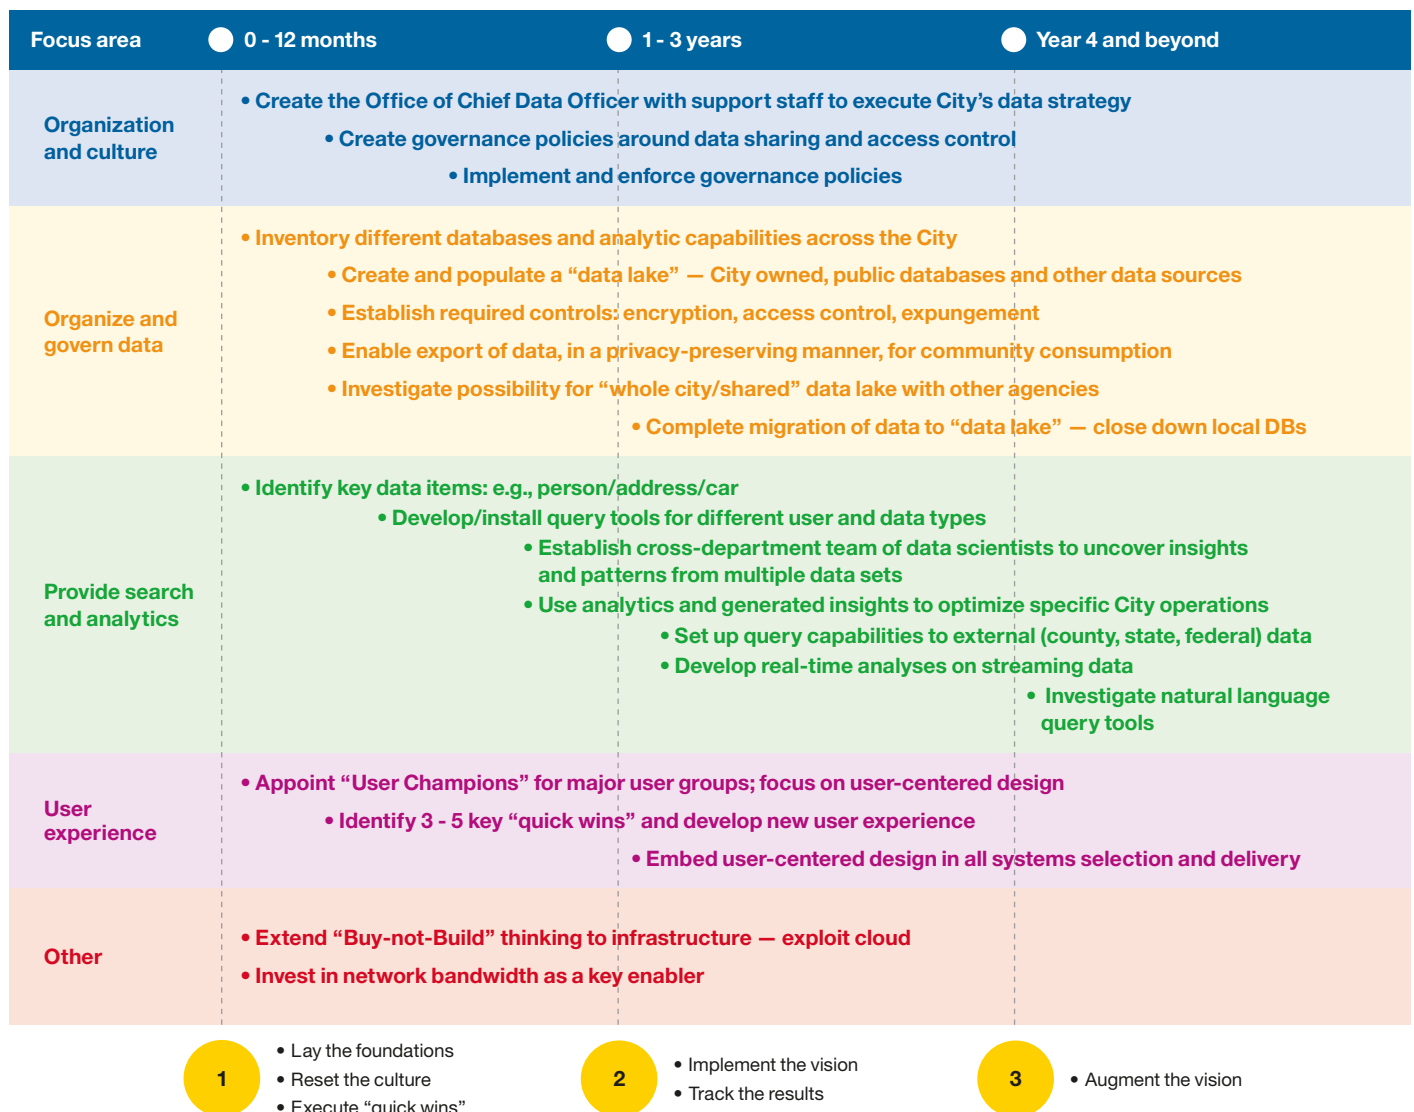 Focus area
0 - 12 months
1 - 3 years
Year 4 and beyond
Organization
and culture
• Create the Office of Chief Data Officer with support staff to execute City’s data strategy
• Create governance policies around data sharing and access control
• Implement and enforce governance policies
Organize and
govern data
• Inventory different databases and analytic capabilities across the City
• Create and populate a “data lake” — City owned, public databases and other data sources
• Establish required controls: encryption, access control, expungement
• Enable export of data, in a privacy-preserving manner, for community consumption
• Investigate possibility for “whole city/shared” data lake with other agencies
• Complete migration of data to “data lake” — close down local DBs
Provide search
and analytics
• Identify key data items: e.g., person/address/car
• Develop/install query tools for different user and data types
• Establish cross-department team of data scientists to uncover insights
and patterns from multiple data sets
• Use analytics and generated insights to optimize specific City operations
• Set up query capabilities to external (county, state, federal) data
• Develop real-time analyses on streaming data
• Investigate natural language
query tools
User
experience
• Appoint “User Champions” for major user groups; focus on user-centered design
• Identify 3 - 5 key “quick wins” and develop new user experience
• Embed user-centered design in all systems selection and delivery
Other
• Extend “Buy-not-Build” thinking to infrastructure — exploit cloud
• Invest in network bandwidth as a key enabler
1
• Lay the foundations
• Reset the culture
• Execute “quick wins”
2
• Implement the vision
• Track the results
3
• Augment the vision